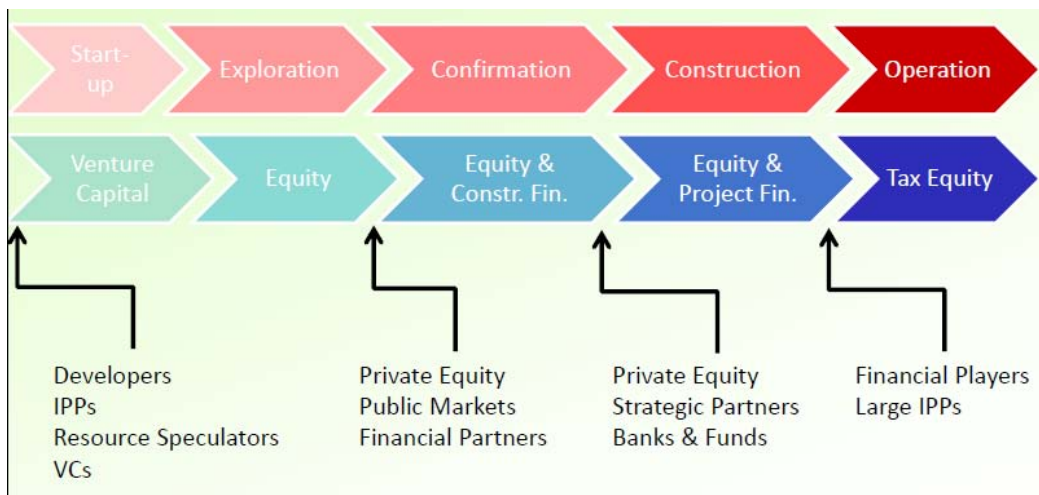 Start-
up
Exploration
Confirmation
Construction
Operation
Venture
Capital
Equity
Equity &
Constr. Fin.
Equity &
Project Fin.
Tax Equity
Developers
IPPs
Resource Speculators
VCs
Private Equity
Public Markets
Financial Partners
Private Equity
Strategic Partners
Banks & Funds
Financial Players
Large IPPs